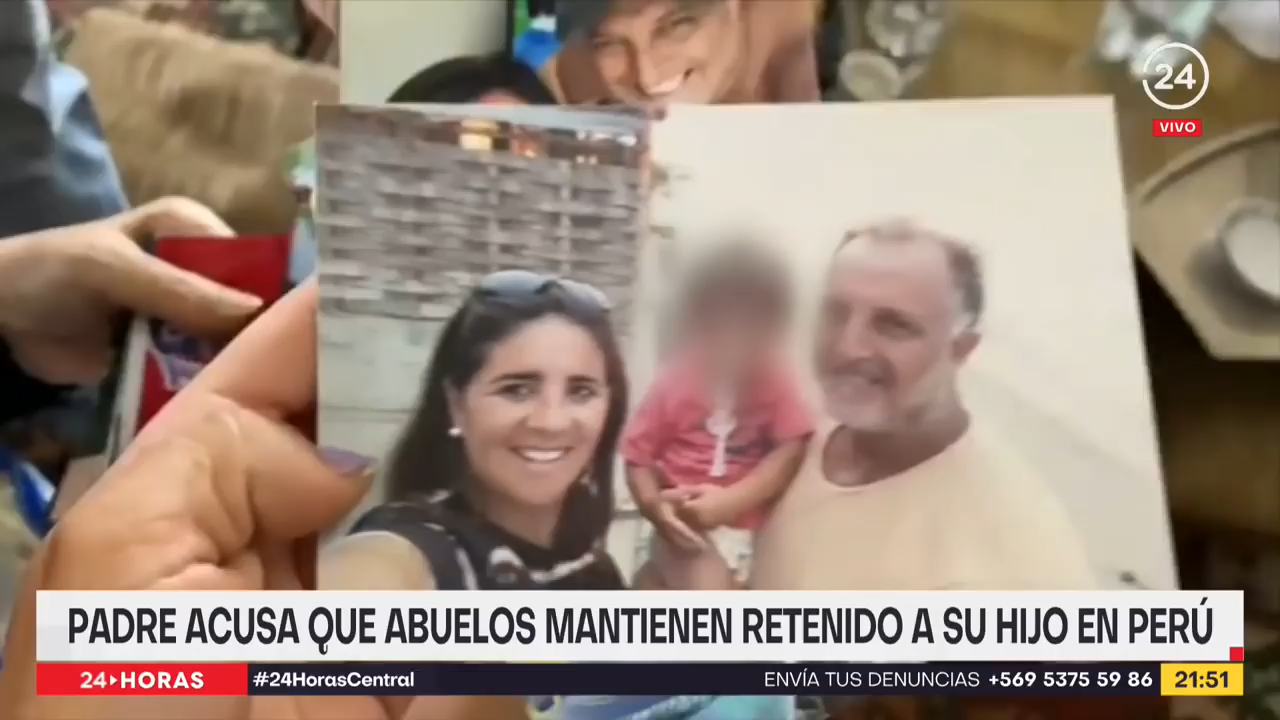 24
VIVO
PADRE ACUSA QUE ABUELOS MANTIENEN RETENIDO A SU HIJO EN PERÚ
24 HORAS
#24HorasCentral
ENVÍA TUS DENUNCIAS +569 5375 59 86
21:51